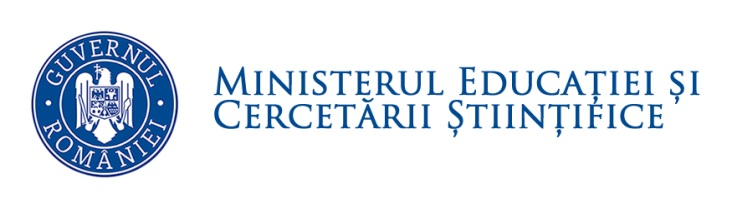 GUVERNUL ROMÂNIEI
Ministerul Educației și
Cercetării Științifice